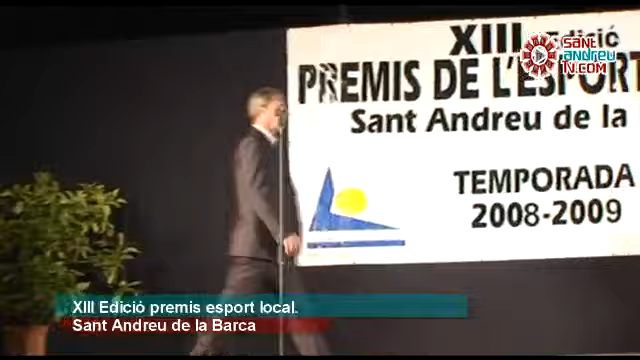 XIII Edició
PREMIS DE L'ESPORT
Sant Andreu de la
TEMPORADA
2008-2009
SANT
ANDREU
TV.COM
XIII Edició premis esport local.
Sant Andreu de la Barca